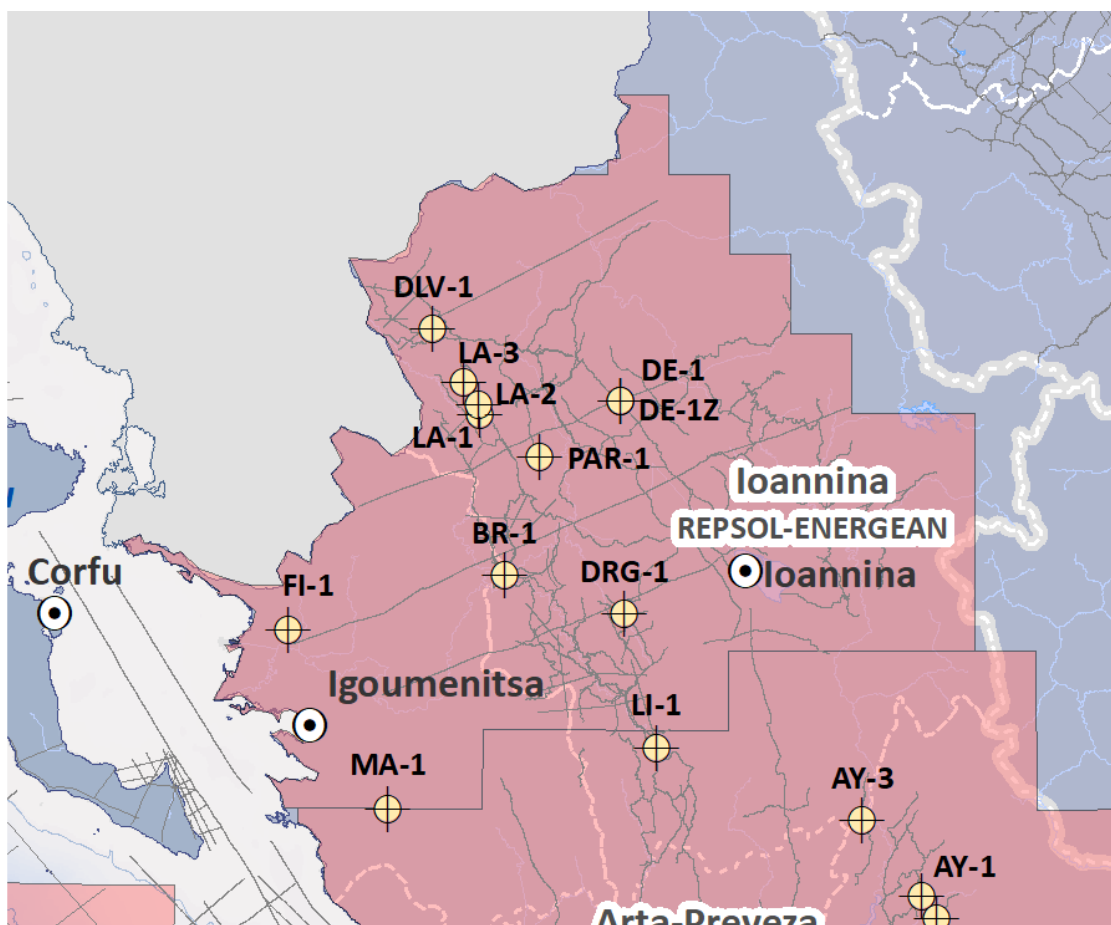 DLV-1
LA-3
DE-1
LA-2
DE-1Z
LA-1
PAR-1
Ioannina
REPSOL-ENERGEAN
BR-1
Corfu
FI-1
DRG-1
Ioannina
Igoumenitsa
LI-1
MA-1
AY-3
AY-1
Arta-Preveza